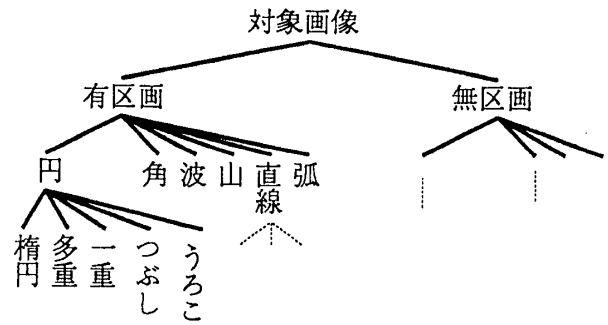 対象画像
有区画
無区画
円
角
波
山
直線
弧
楕円
多重
一重
つぶし
うろこ